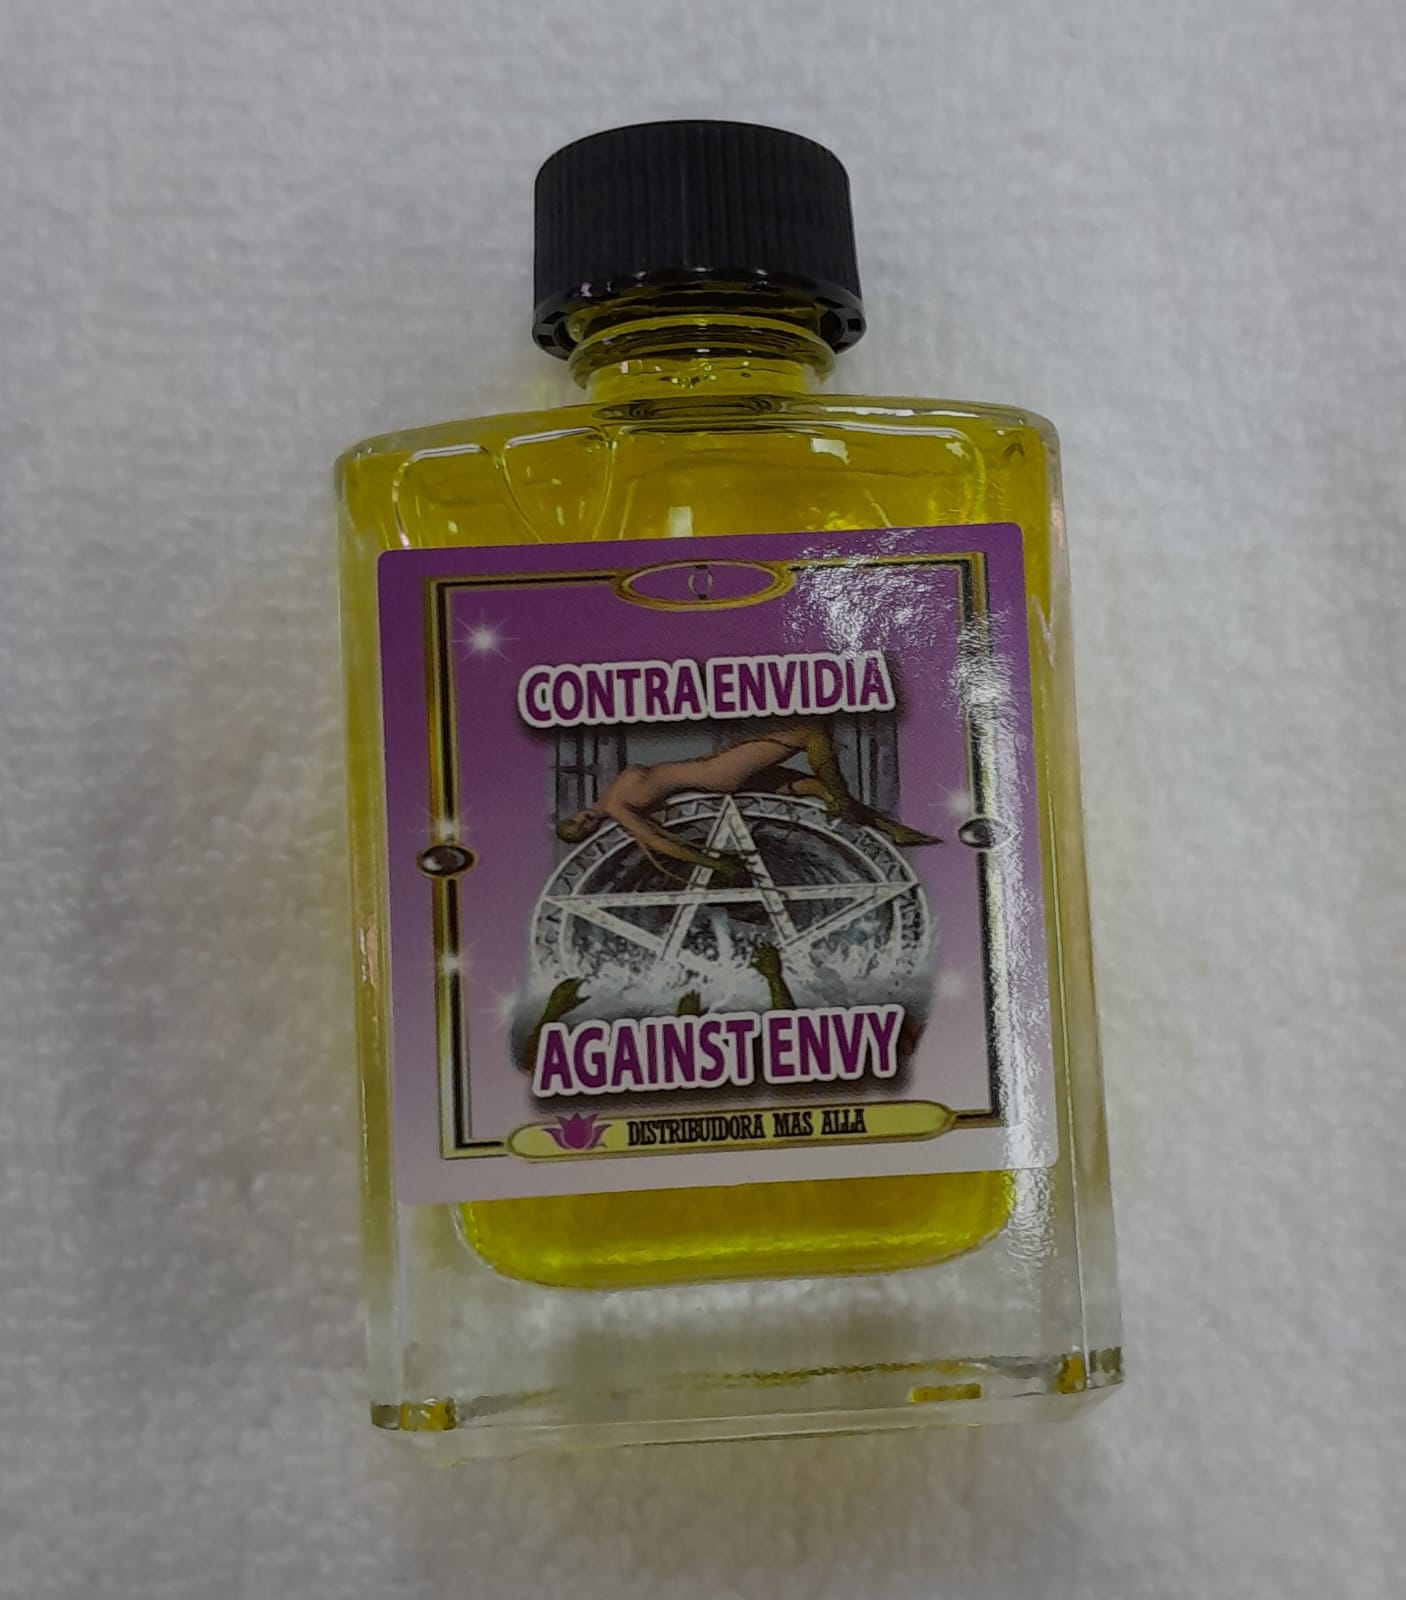 CONTRA ENVIDIA
AGAINST ENVY
DISTRIBUIDORA MAS ALLA